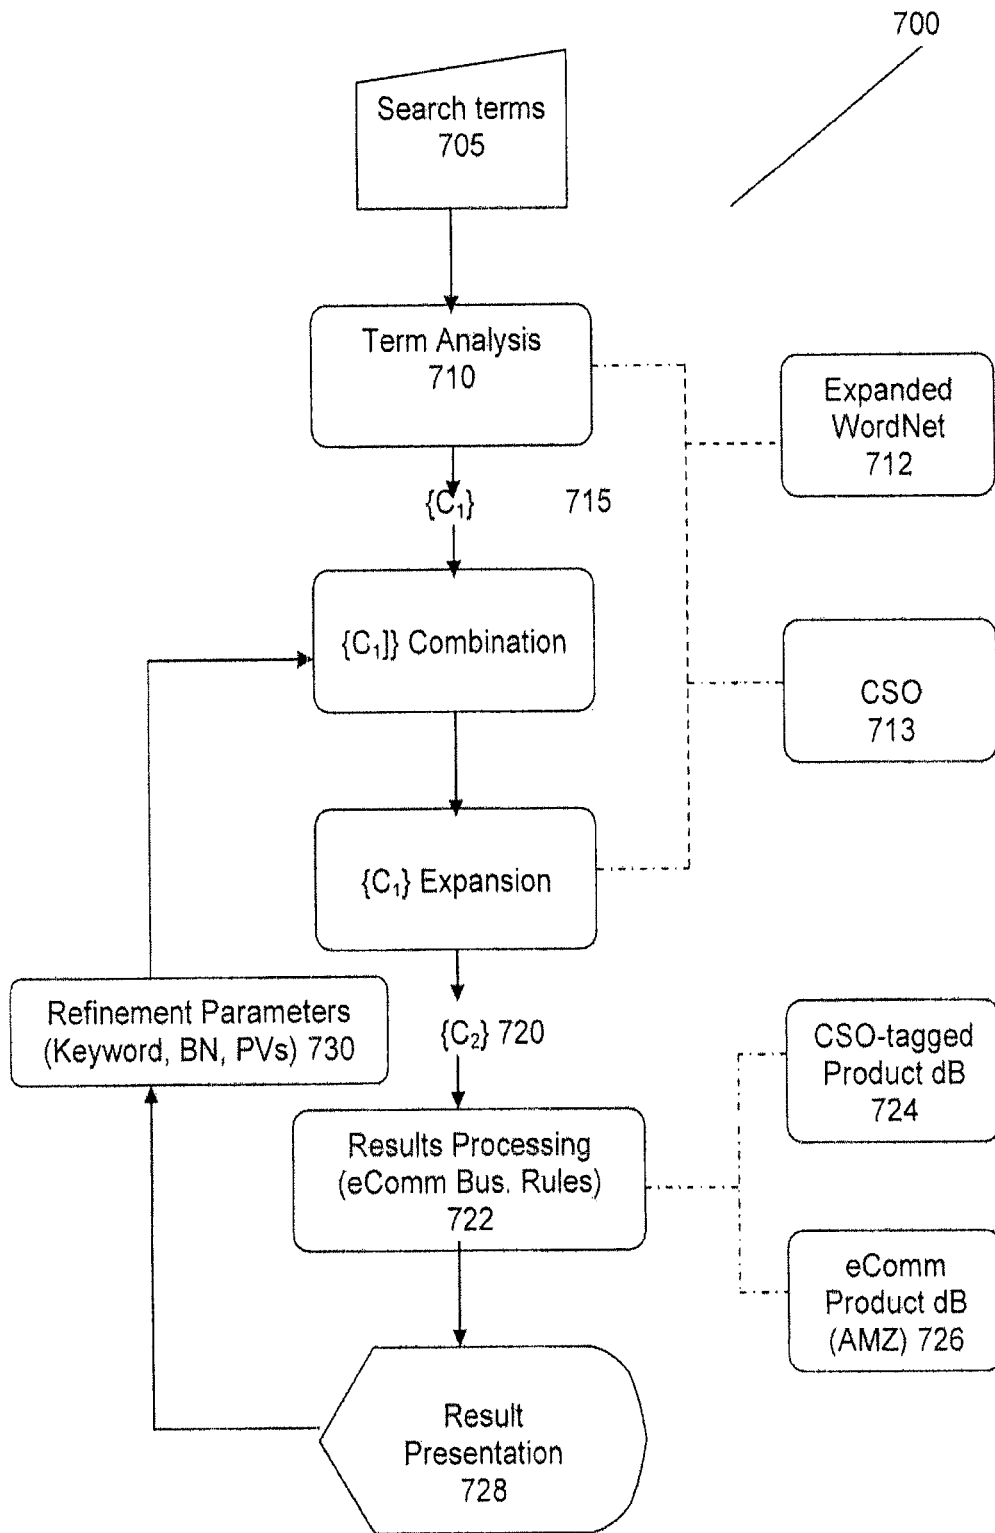 700
Search terms
705
Term Analysis
710
Expanded
WordNet
712
{C₁}
715
{C₁]} Combination
CSO
713
{C₁} Expansion
Refinement Parameters
(Keyword, BN, PVs) 730
{C₂} 720
CSO-tagged
Product dB
724
Results Processing
(eComm Bus. Rules)
722
eComm
Product dB
(AMZ) 726
Result
Presentation
728